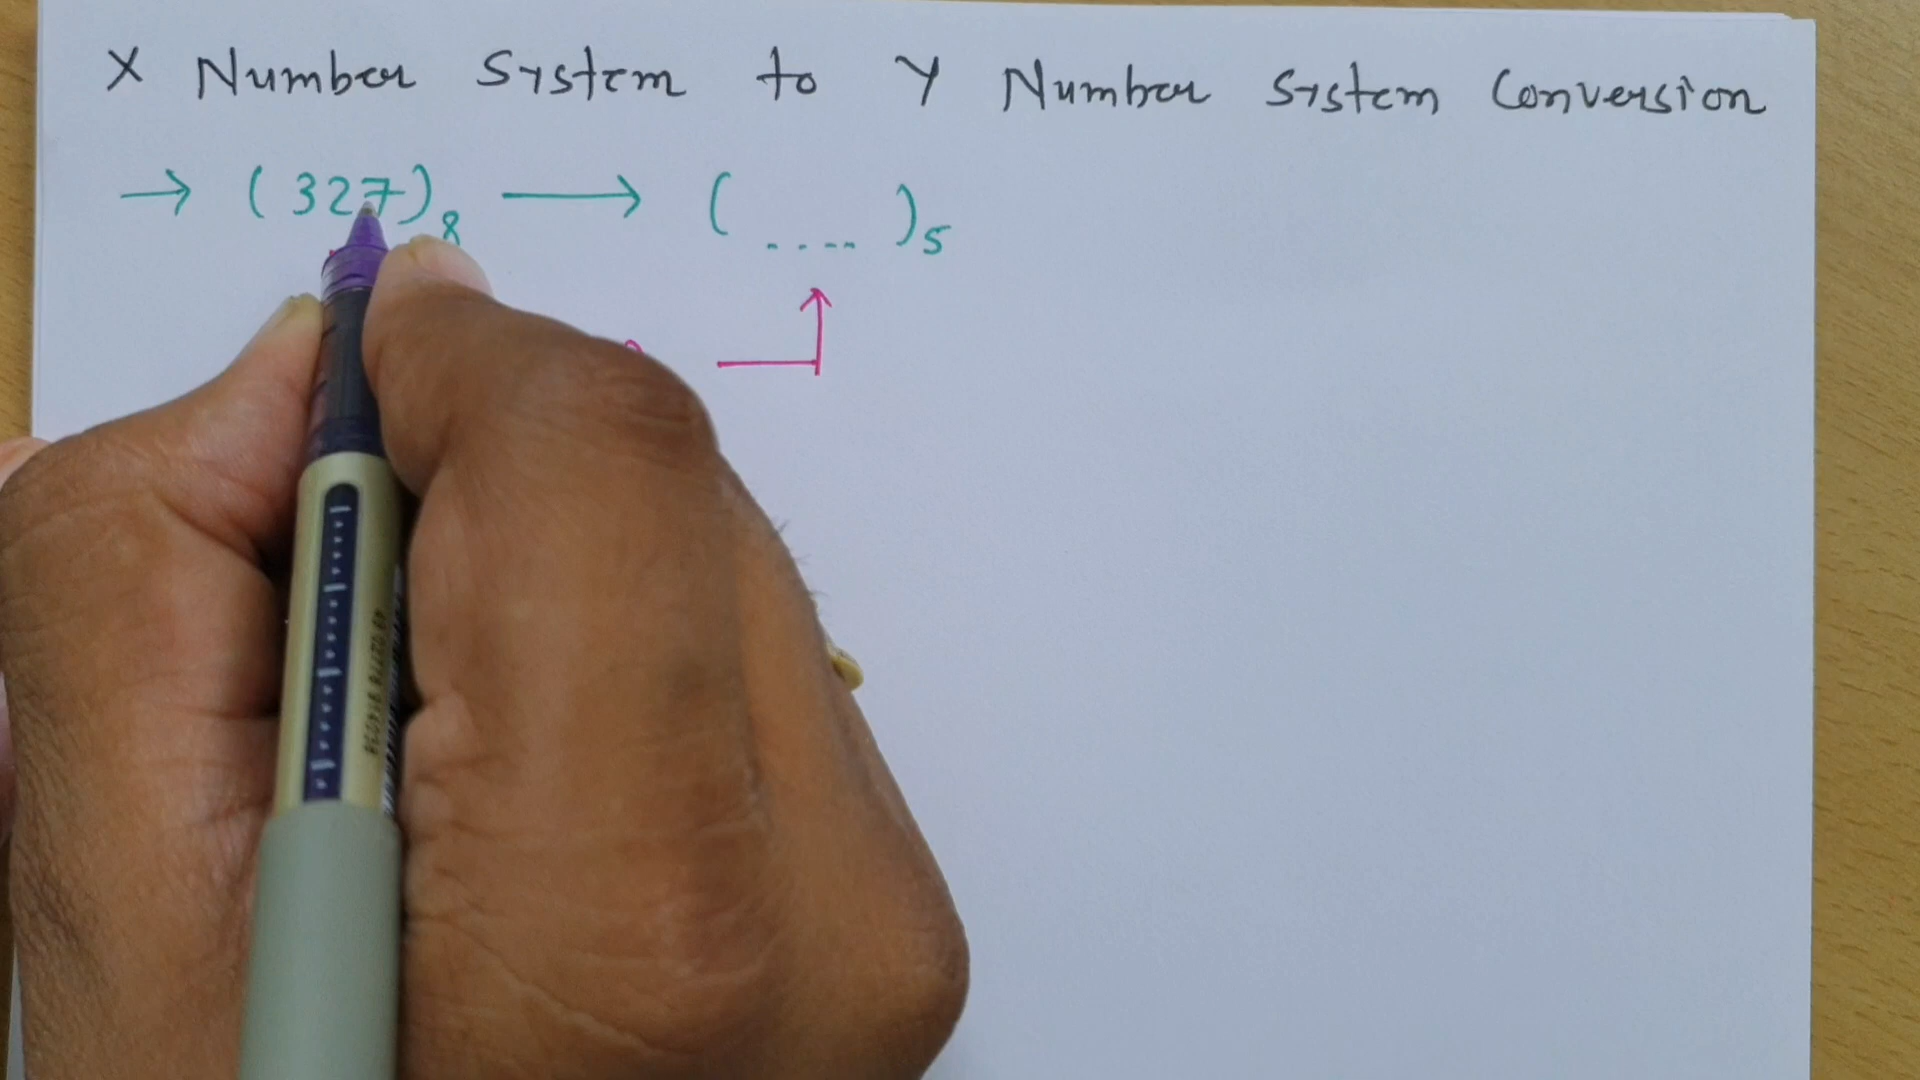 X Number System to Y Number System Conversion
→ (327)8 ⟶ ( .... )5